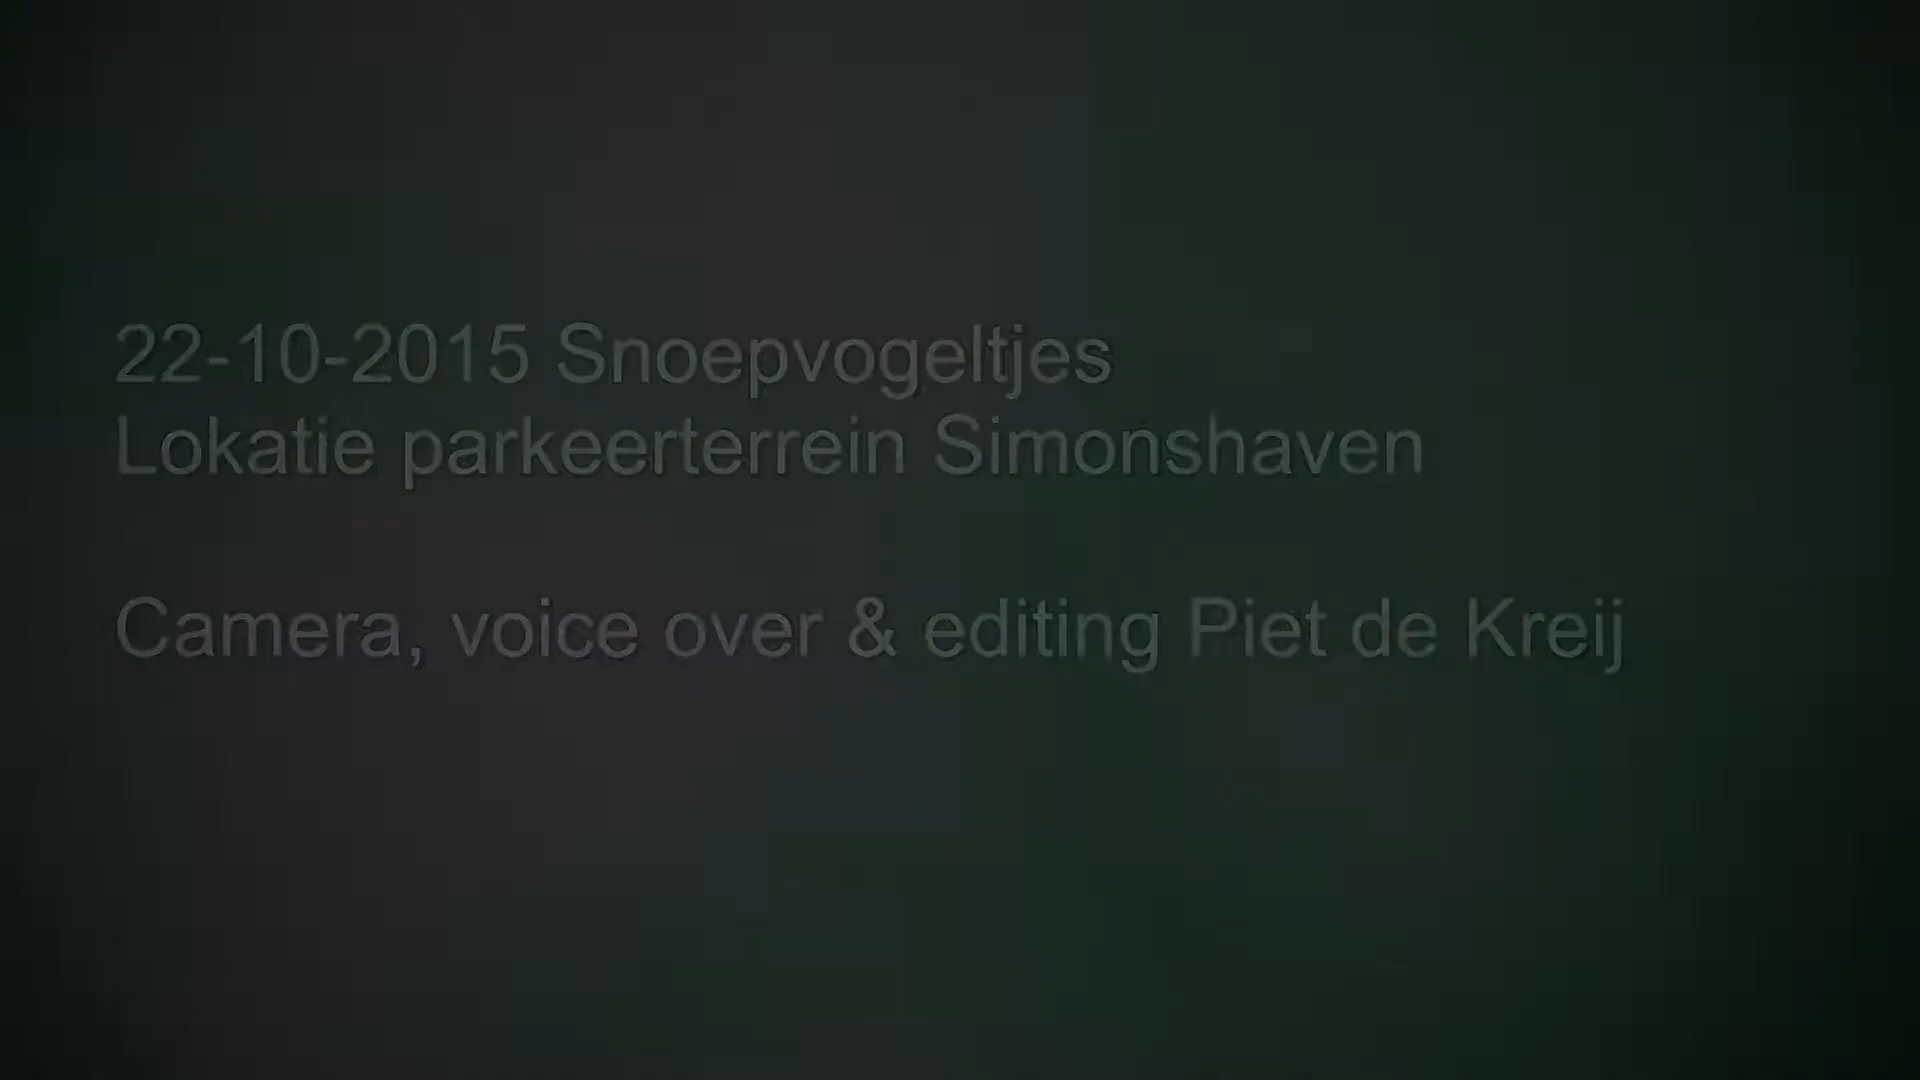 22-10-2015 Snoepvogeltjes
Lokatie parkeerterrein Simonshaven
Camera, voice over & editing Piet de Kreij